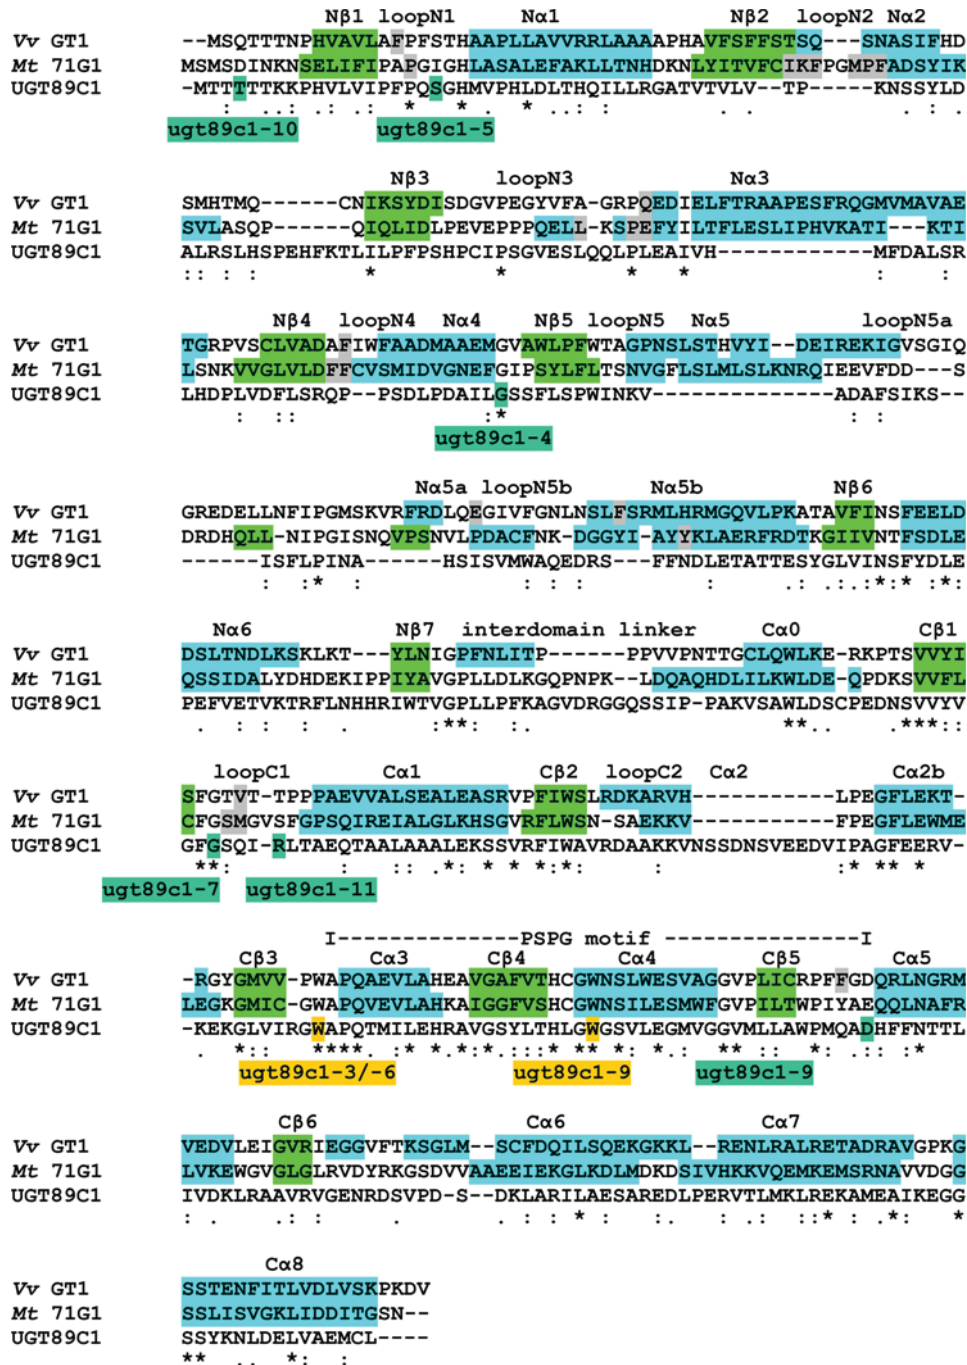 Nβ1 loopN1 Nα1 Nβ2 loopN2 Nα2
Vv GT1 --MSQTTTNPHVAVLAFPFSTHAAPLLAVVRRLAAAAPHAVFSFFSTSQ---SNASIFHD
Mt 71G1 MSMSDINKNSELIFIPAPGIGHLASALEFAKLLTNHDKNLYITVFCIKFPGMPFADSYIK
UGT89C1 --MTTTTTKKPHVLVIPFPQSGHMVPHLDLTHQILLRGATVTVLV--TP----KNSSYLD
: .: .: : * * * . . . : .:
ugt89c1-10 ugt89c1-5
Nβ3 loopN3 Nα3
Vv GT1 SMHTMQ------CNIKSYDISDGVPEGYVFA-GRPQEDIELFTRAAPESFRQGMVMAVAE
Mt 71G1 SVLASQP-----QIQLIDLPEVEPPPQELL-KSPEFYILTFLESLIPHVKATI---KTI
UGT89C1 ALRSLHSPEHFKTLILPFPSHPCIPSGVESLQQLPLEAIVH----------MFDALSR
:: : : * * * * : :
Nβ4 loopN4 Nα4 Nβ5 loopN5 Nα5 loopN5a
Vv GT1 TGRPVSCLVADAFIWFAADMAAEMGVAWLPFWTAGPNSLSTHVYI--DEIREKIGVSGIQ
Mt 71G1 LSNKVVGLVLDFFCVSMIDVGNEFGIPSYLFLTSNVGFLSLMLSLKNRQIEEVFDD---S
UGT89C1 LHDPLVDFLSRQP--PSDLPDAILGSSFLSPWINKV---------------ADAFSIKS--
: :: :* : .
ugt89c1-4
Nα5a loopN5b Nα5b Nβ6
Vv GT1 GREDELLNFIPGMSKVRFRDLQEGIVFGNLNSLFSRMLHRMGQVLPKATAVFINSFEELD
Mt 71G1 DRDHQLL-NIPGISNQVPSNVLPDACFNK-DGGYI-AYYKLAERFRDTKGIIVNTFSDLE
UGT89C1 ------ISFLPINA----HSISVMWAQEDRS---FFNDLETATTESYGLVINSFYDLE
: :* : : . : . : .: ::*:* :*:
Nα6 Nβ7 interdomain linker Cα0 Cβ1
Vv GT1 DSLTNDLKSKLKT---YLNIGPFNLITP------PPVVPNTTGCLQWLKE-RKPTSVVYI
Mt 71G1 QSSIDALYDHDEKIPPIYAVGPLLDLKGQPNPK--LDQAQHDLILKWLDE-QPDKSVVFL
UGT89C1 PEFVETVKTRFLNHHRIWTVGPLLPFKAGVDRGGQSSIP-PAKVSAWLDSCPEDNSVVYV
. : : . :**: :. **.. .***::
loopC1 Cα1 Cβ2 loopC2 Cα2 Cα2b
Vv GT1 SFGTVT-TPPPAEVVALSEALEASRVPFIWSLRDKARVH----------LPEGFLEKT-
Mt 71G1 CFGSMGVSFGPSQIREIALGLKHSGVRFLWSN-SAEKKV----------FPEGFLEWME
UGT89C1 GFGSQI-RLTAEQTAALAAALEKSSVRFIWAVRDAAKKVNSSDNSVEEDVIPAGFEERV-
**: : :: .*: * * *:*: : * ** *
ugt89c1-7 ugt89c1-11
I--------------PSPG motif ---------------I
Cβ3 Cα3 Cβ4 Cα4 Cβ5 Cα5
Vv GT1 -RGYGMVV-PWAPQAEVLAHEAVGAFVTHCGWNSLWESVAGGVPLICRPFFGDQRLNGRM
Mt 71G1 LEGKGMIC-GWAPQVEVLAHKAIGGFVSHCGWNSILESMWFGVPILTWPIYAEQQLNAFR
UGT89C1 -KEKGLVIRGWAPQTMILEHRAVGSYLTHLGWGSVLEGMVGGVMLLAWPMQADHFFNTTL
. *:: ****. :* *.*:*.::: **.*: *.: ** :: *: .:: :*
ugt89c1-3/-6 ugt89c1-9 ugt89c1-9
Cβ6 Cα6 Cα7
Vv GT1 VEDVLEIGVRIEGGVFTKSGLM--SCFDQILSQEKGKKL--RENLRALRETADRAVGPKG
Mt 71G1 LVKEWGVGLGLRVDYRKGSDVVAAEEIEKGLKDLMDKDSIVHKKVQEMKEMSRNAVVDGG
UGT89C1 IVDKLRAAVRVGENRDSVPD-S--DKLARILAESAREDLPERVTLMKLREKAMEAIKEGG
: . .: : . . : : * : . : .: ::* : .*: *
Cα8
Vv GT1 SSTENFITLVDLVSKPKDV
Mt 71G1 SSLISVGKLIDDITGSN--
UGT89C1 SSYKNLDELVAEMCL----
** .. *: :